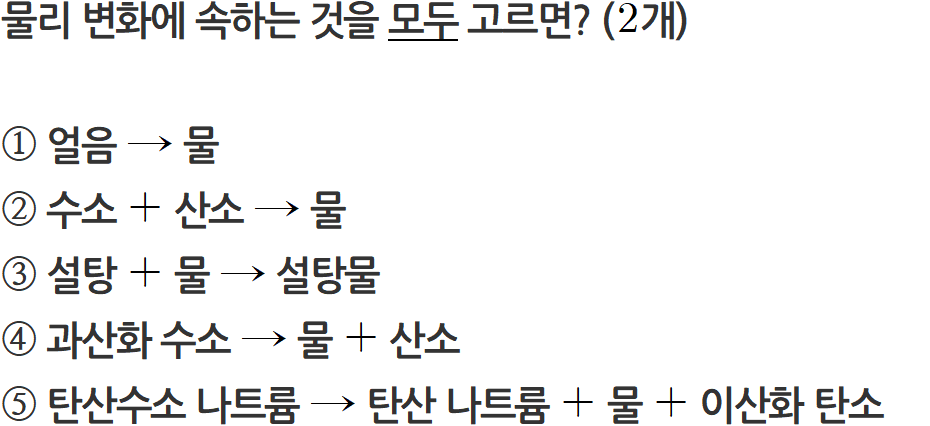 물리 변화에 속하는 것을 모두 고르면? (2개)
① 얼음 → 물
② 수소 + 산소 → 물
③ 설탕 + 물 → 설탕물
④ 과산화 수소 → 물 + 산소
⑤ 탄산수소 나트륨 → 탄산 나트륨 + 물 + 이산화 탄소